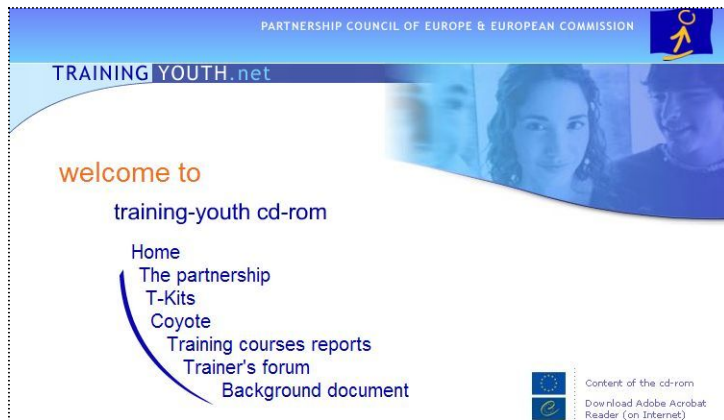 PARTNERSHIP COUNCIL OF EUROPE & EUROPEAN COMMISSION
TRAINING YOUTH.net
welcome to
training-youth cd-rom
Home
The partnership
T-Kits
Coyote
Training courses reports
Trainer's forum
Background document
Content of the cd-rom
Download Adobe Acrobat
Reader (on Internet)